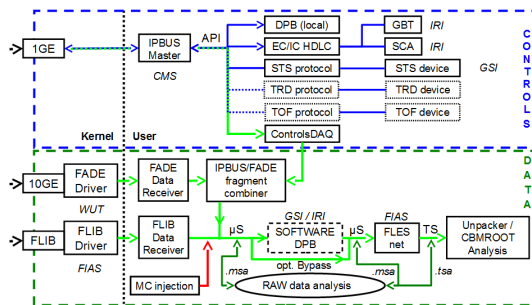 DPB (local)
GBT
IRI
1GE
IPBUS
Master
API
EC/IC HDLC
SCA
IRI
CMS
GSI
STS protocol
STS device
TRD protocol
TRD device
TOF protocol
TOF device
Kernel
User
ControlsDAQ
CONTROLS
10GE
FADE
Driver
FADE
Data
Receiver
IPBUS/FADE
fragment
combiner
WUT
DATA
FLIB
FLIB
Driver
FLIB
Data
Receiver
µS
GSI / IRI
SOFTWARE
DPB
µS
FIAS
FLES
net
TS
Unpacker /
CBMROOT
Analysis
FIAS
opt. Bypass
MC injection
.msa
RAW data analysis
.msa
.tsa